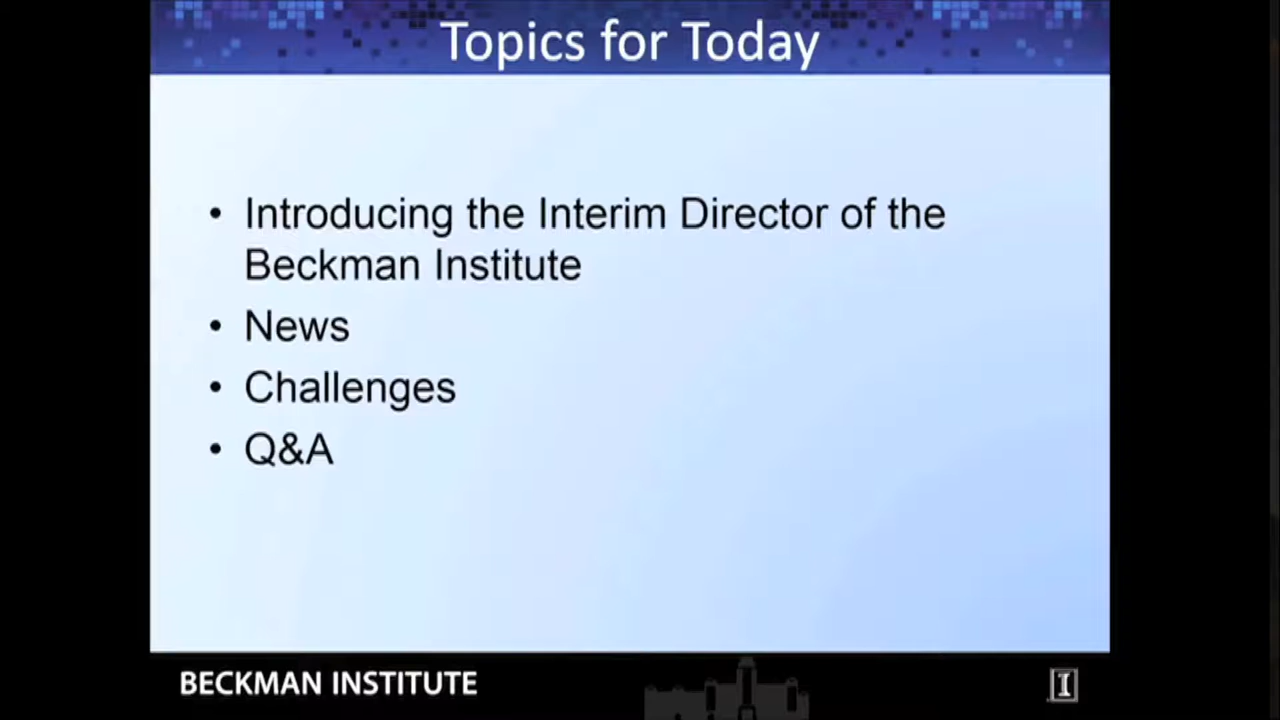 Topics for Today
• Introducing the Interim Director of the
Beckman Institute
• News
• Challenges
• Q&A
BECKMAN INSTITUTE
I